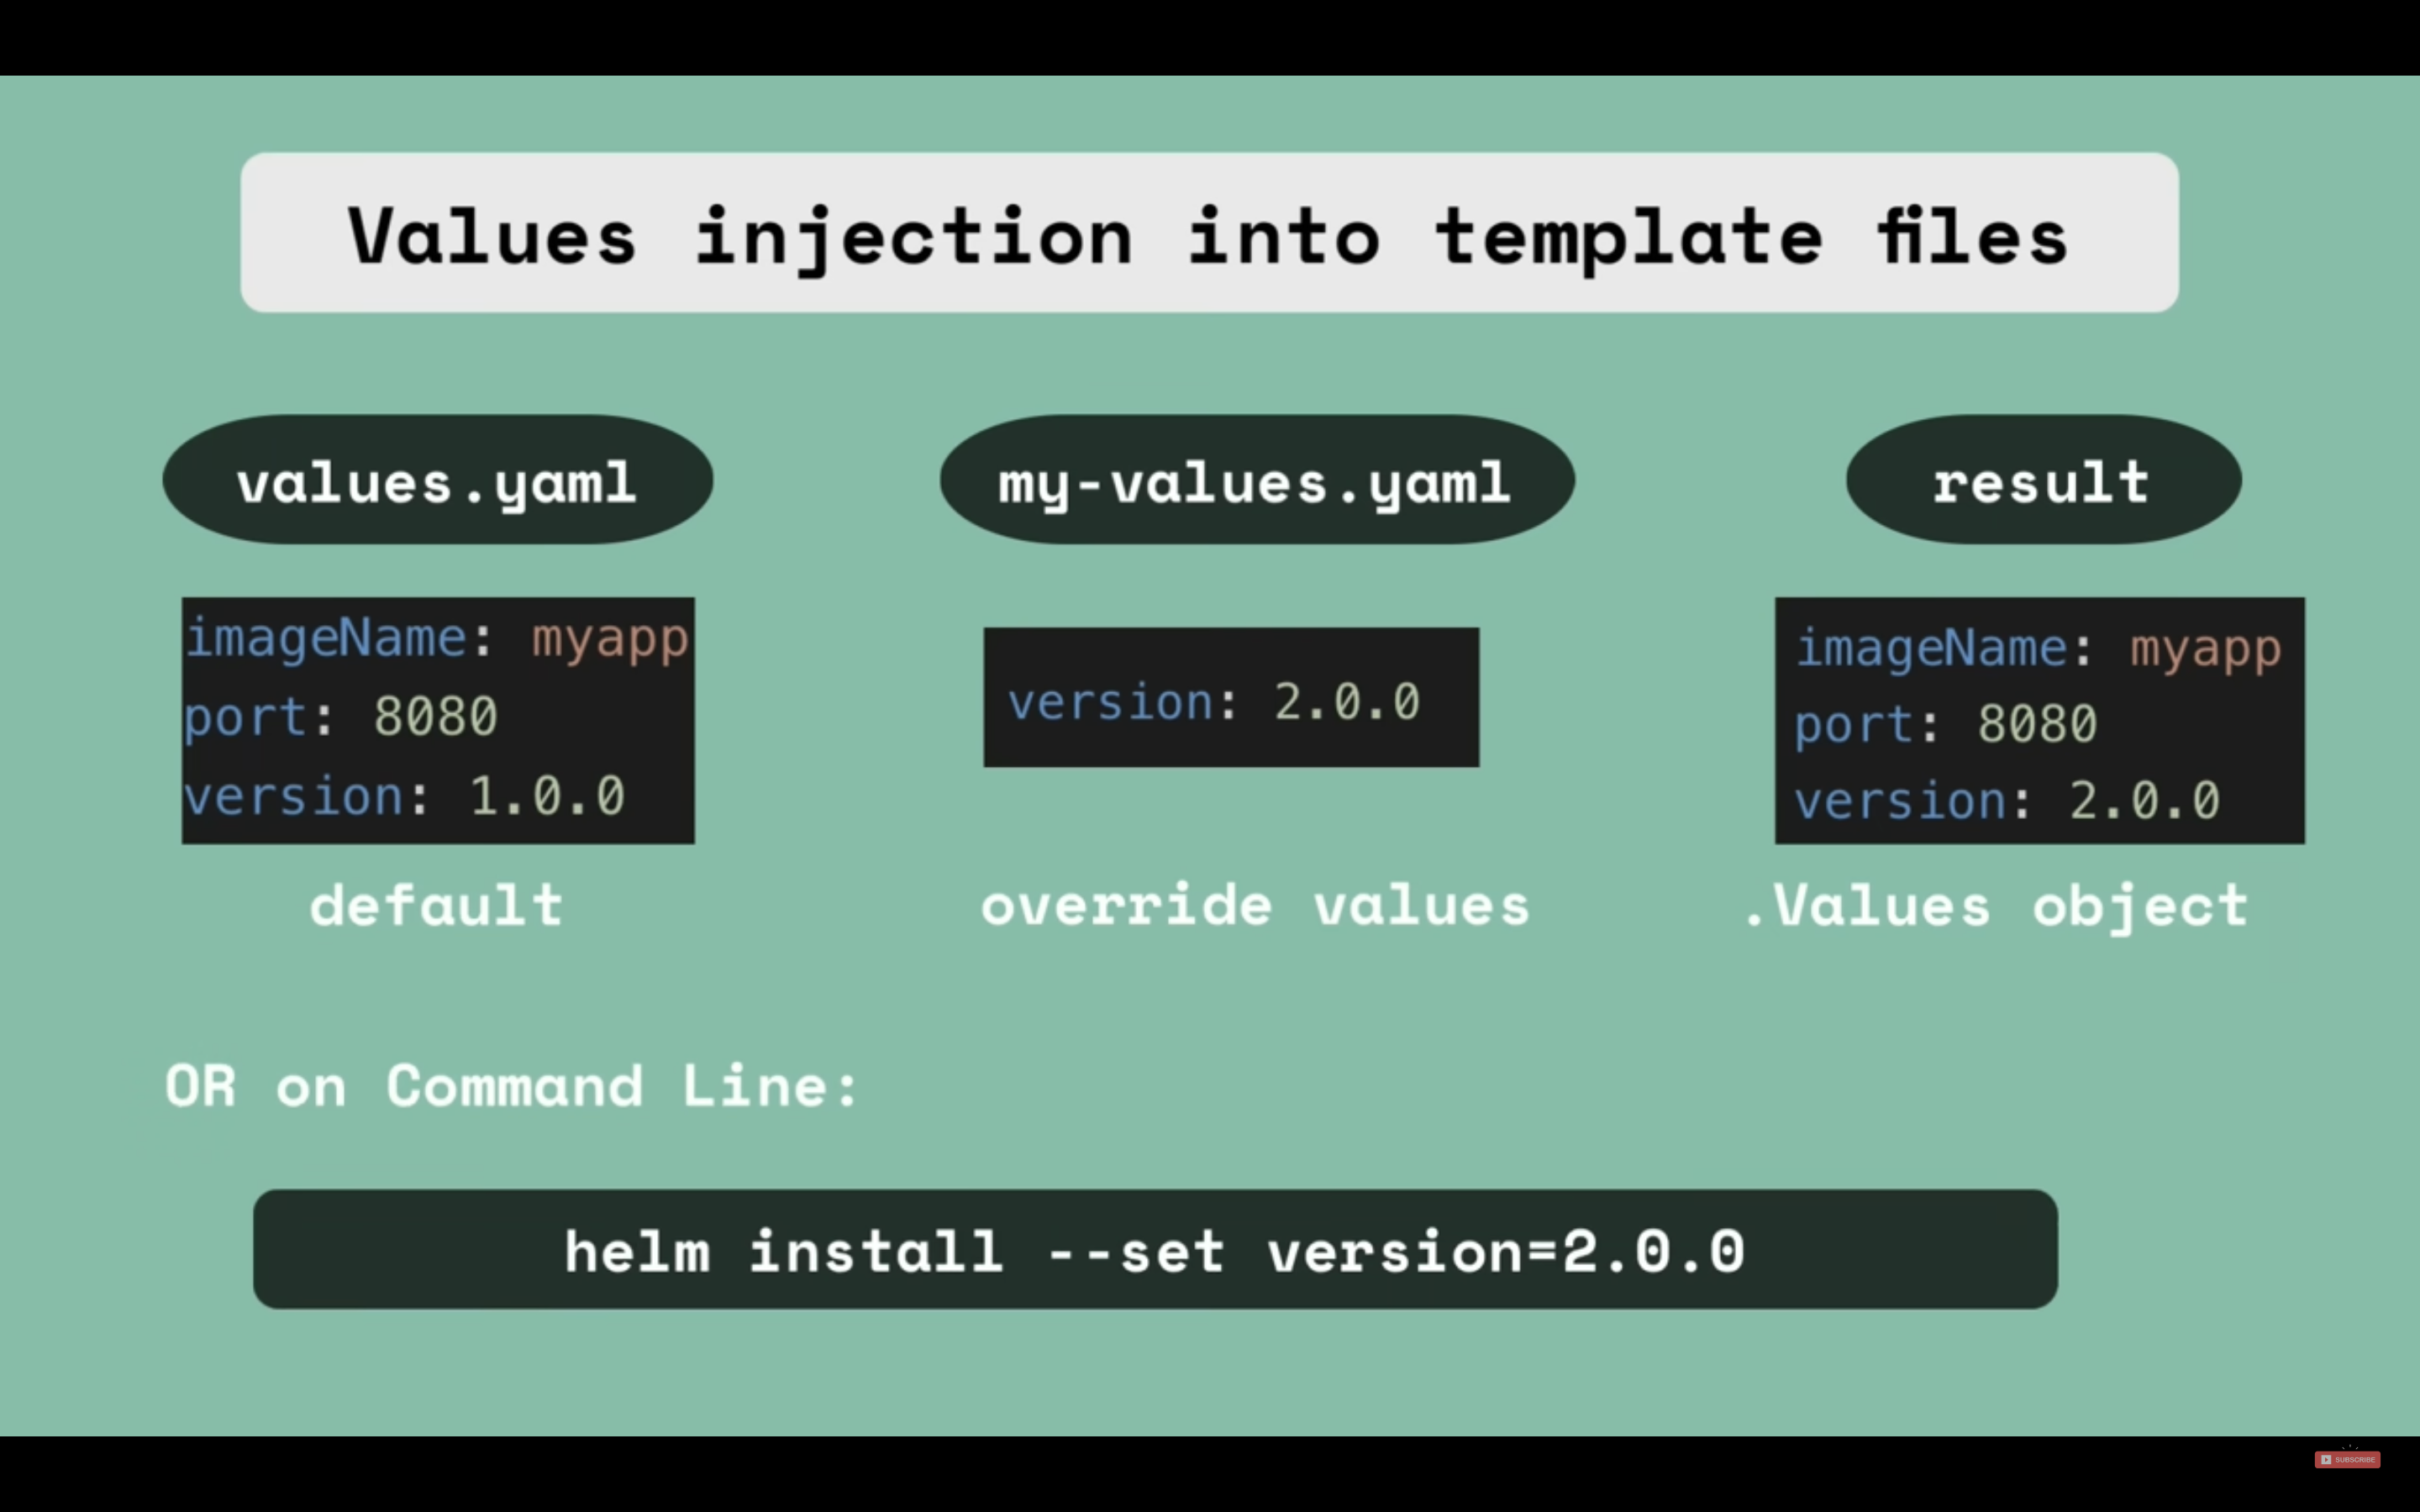 Values injection into template files
values.yaml
my-values.yaml
result
imageName: myapp
port: 8080
version: 1.0.0
version: 2.0.0
imageName: myapp
port: 8080
version: 2.0.0
default
override values
.Values object
OR on Command Line:
helm install --set version=2.0.0
SUBSCRIBE